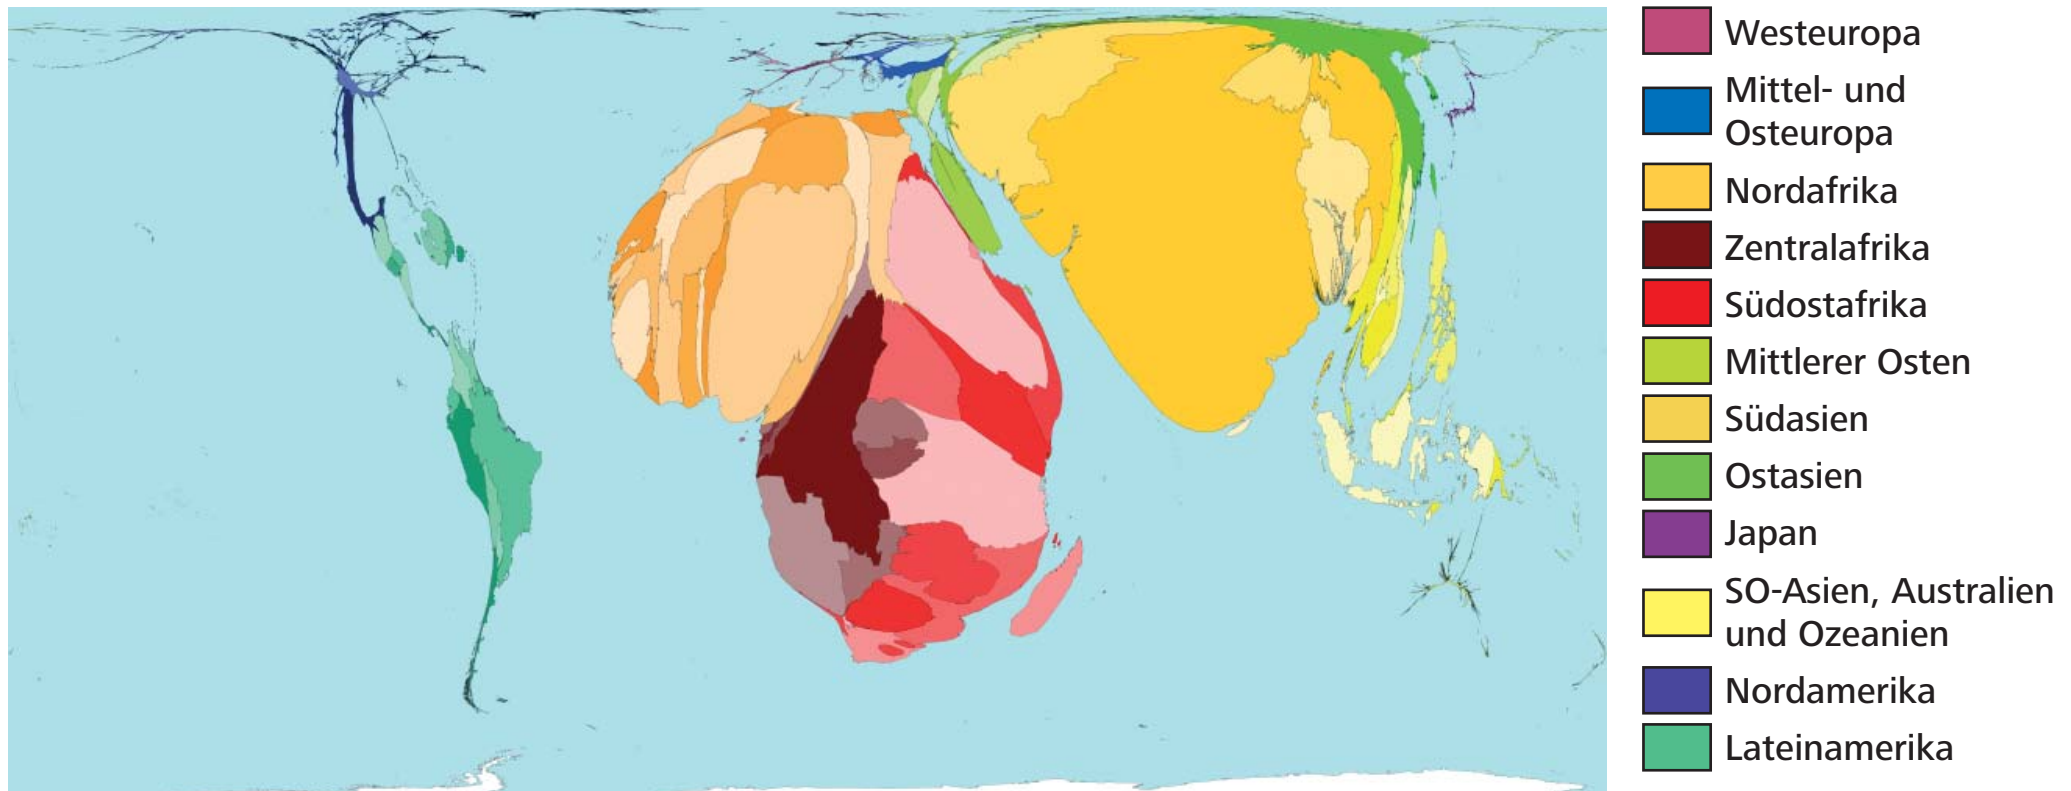 Westeuropa
Mittel- und
Osteuropa
Nordafrika
Zentralafrika
Südostafrika
Mittlerer Osten
Südasien
Ostasien
Japan
SO-Asien, Australien
und Ozeanien
Nordamerika
Lateinamerika